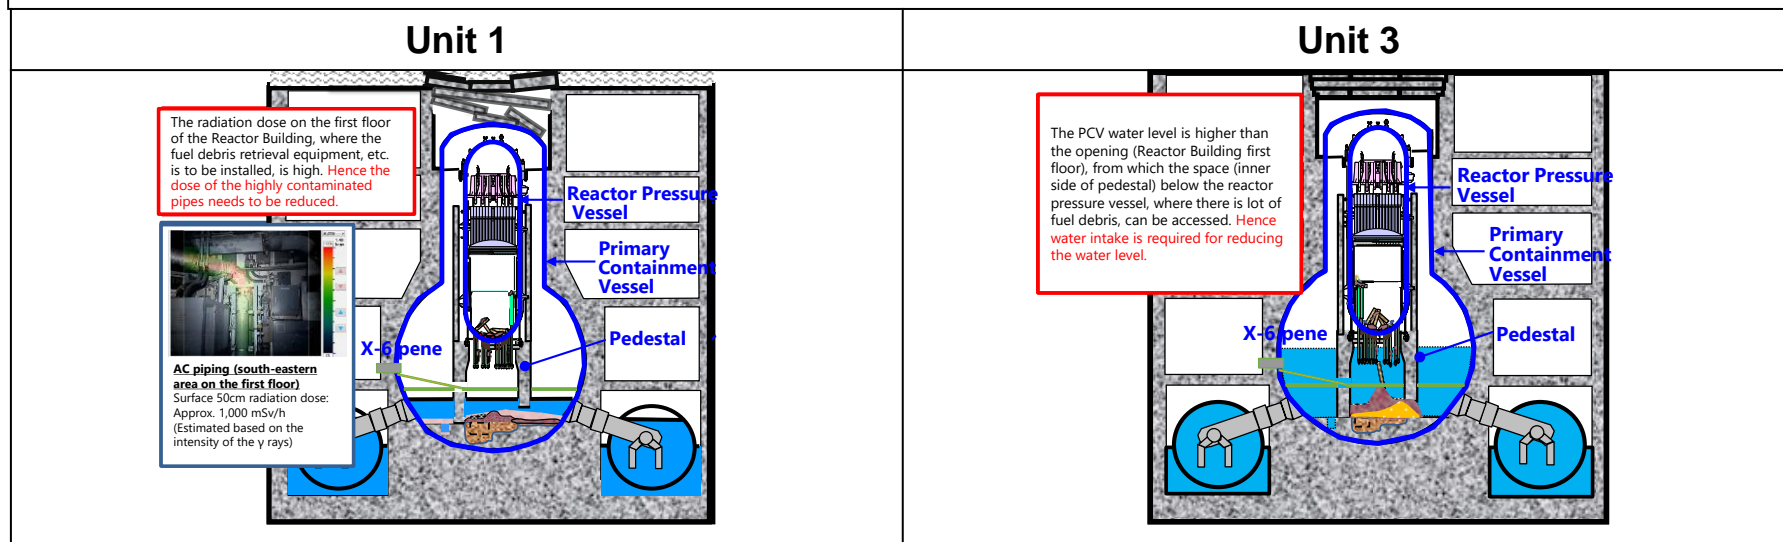 Unit 1
Unit 3
The radiation dose on the first floor
of the Reactor Building, where the
fuel debris retrieval equipment, etc.
is to be installed, is high. Hence the
dose of the highly contaminated
pipes needs to be reduced.
Reactor Pressure
Vessel
Primary
Containment
Vessel
X-6 pene
Pedestal
AC piping (south-eastern
area on the first floor)
Surface 50cm radiation dose:
Approx. 1,000 mSv/h
(Estimated based on the
intensity of the γ rays)
The PCV water level is higher than
the opening (Reactor Building first
floor), from which the space (inner
side of pedestal) below the reactor
pressure vessel, where there is lot of
fuel debris, can be accessed. Hence
water intake is required for reducing
the water level.
Reactor Pressure
Vessel
Primary
Containment
Vessel
X-6 pene
Pedestal